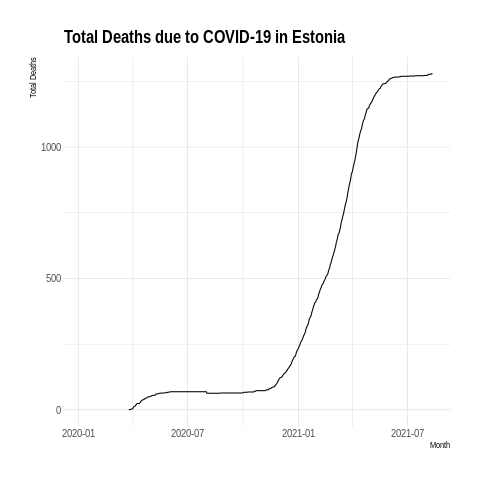 Total Deaths due to COVID-19 in Estonia
Total Deaths
1000
500
0
2020-01 2020-07 2021-01 2021-07
Month